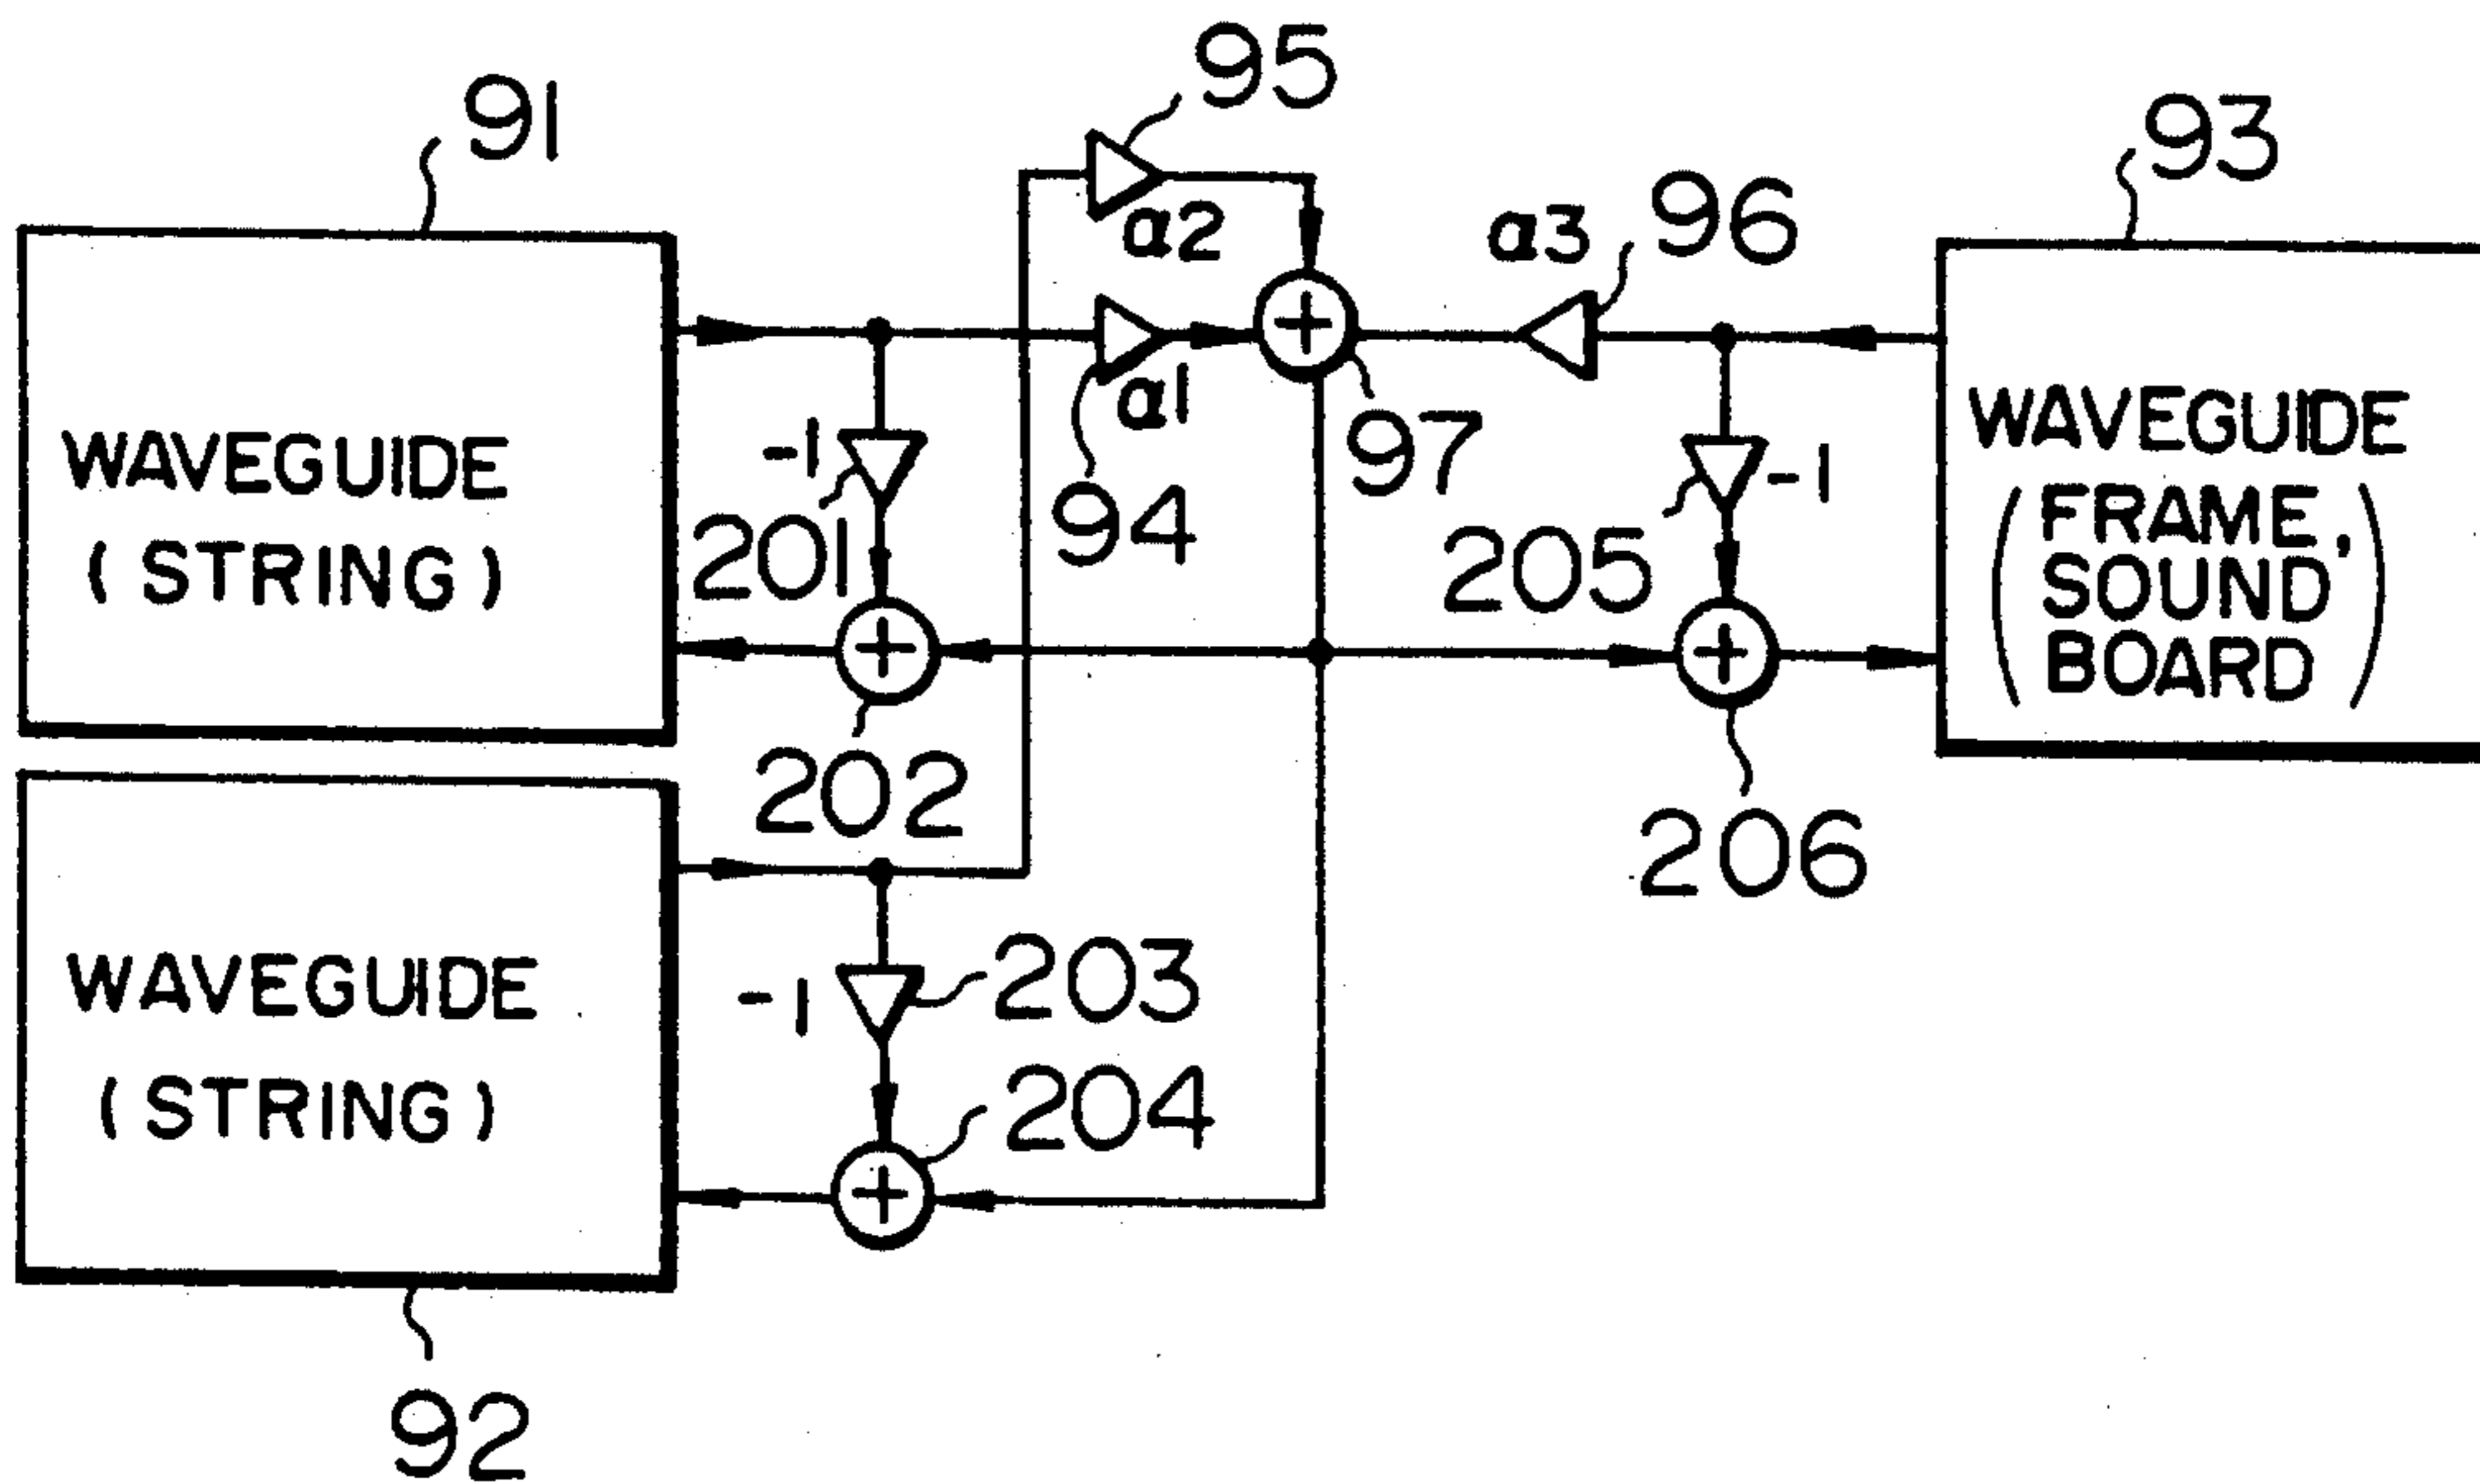 95
91
93
96
a2
a3
a1
97
-1
94
-1
201
205
WAVEGUIDE
(STRING)
WAVEGUIDE
(FRAME,
SOUND
BOARD)
202
206
203
-1
204
WAVEGUIDE
(STRING)
92